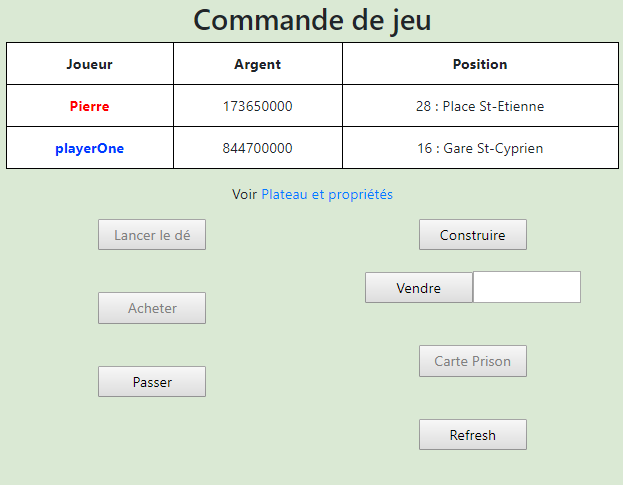 Commande de jeu
Joueur Argent Position
Pierre 173650000 28 : Place St-Etienne
playerOne 844700000 16 : Gare St-Cyprien
Voir Plateau et propriétés
Lancer le dé Construire
Vendre
Acheter
Carte Prison
Passer
Refresh